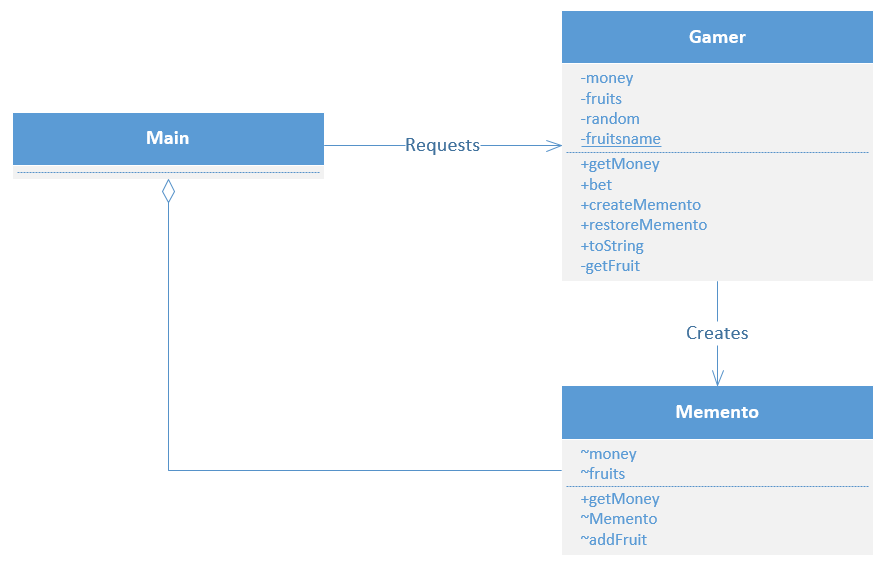 Gamer
-money
-fruits
-random
-fruitsname
+getMoney
+bet
+createMemento
+restoreMemento
+toString
-getFruit
Main
Requests
Creates
Memento
~money
~fruits
+getMoney
~Memento
~addFruit